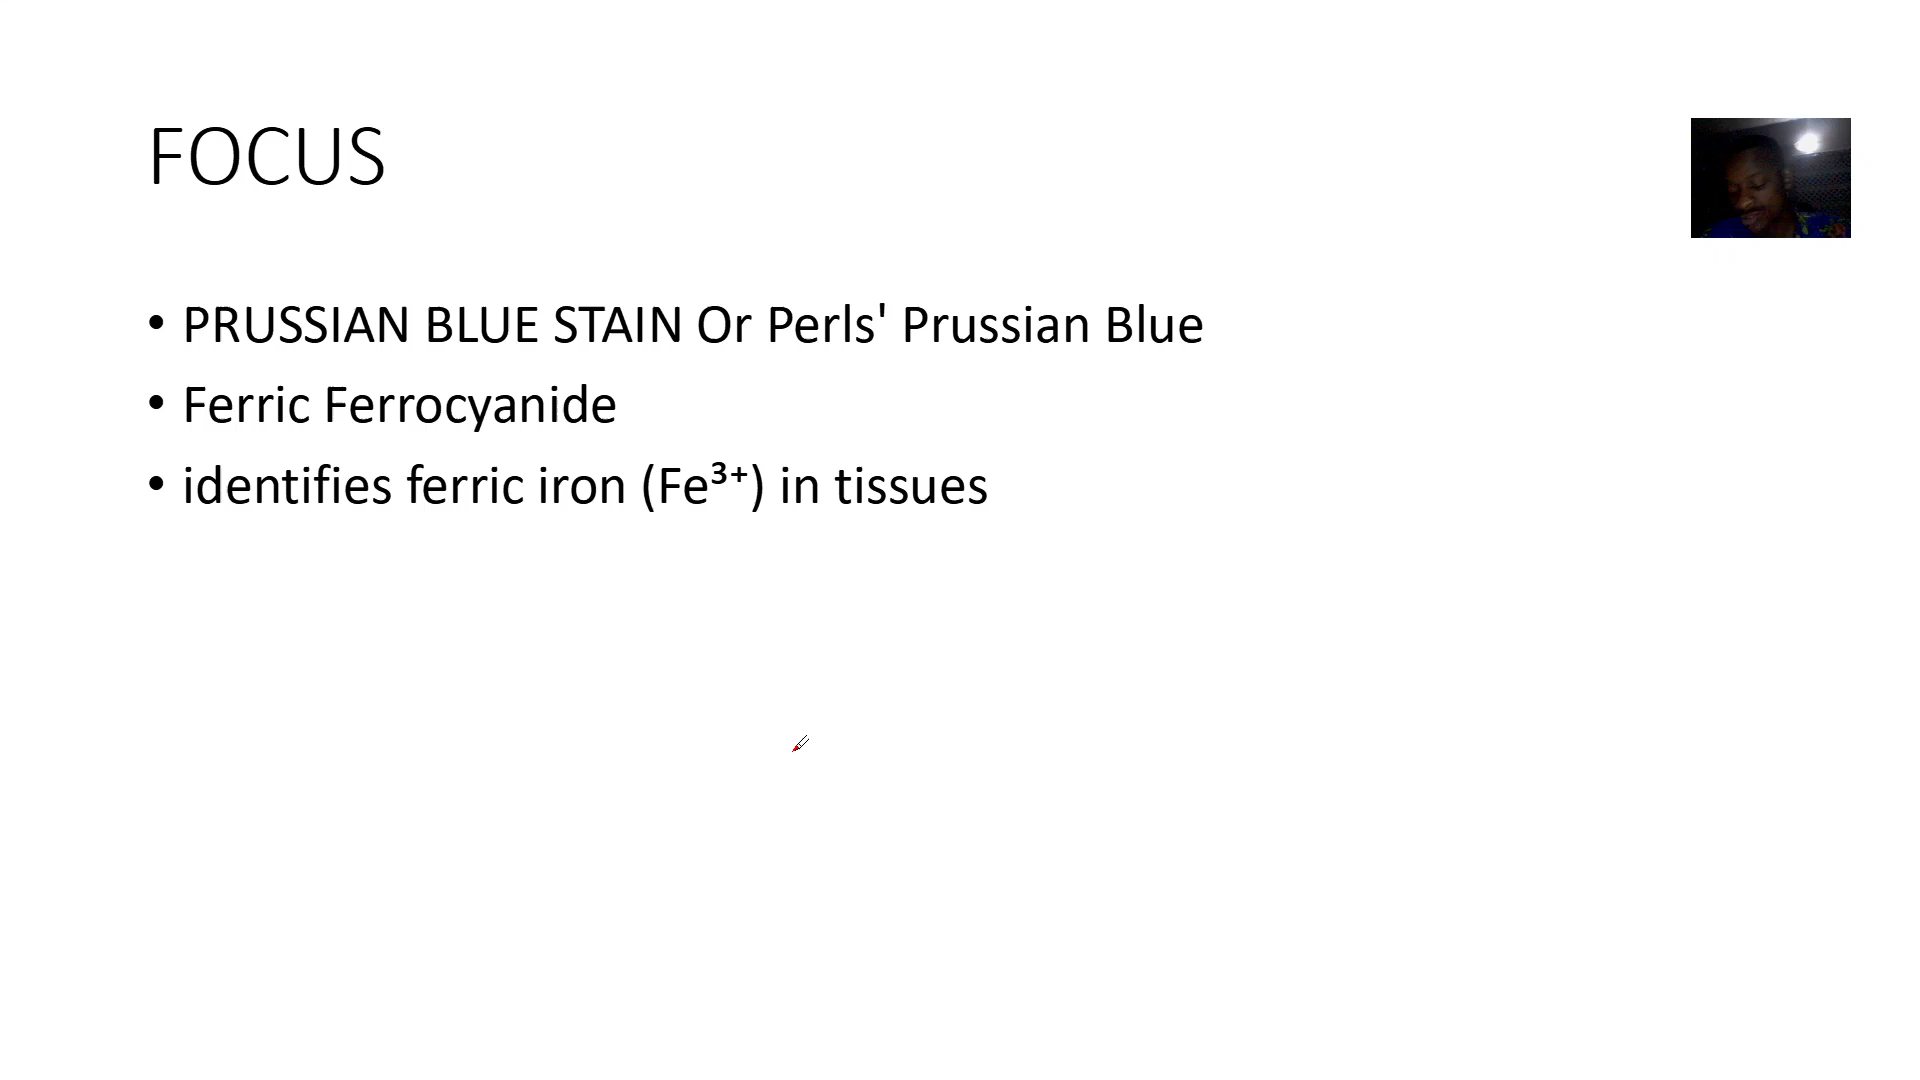 FOCUS
• PRUSSIAN BLUE STAIN Or Perls' Prussian Blue
• Ferric Ferrocyanide
• identifies ferric iron (Fe³⁺) in tissues